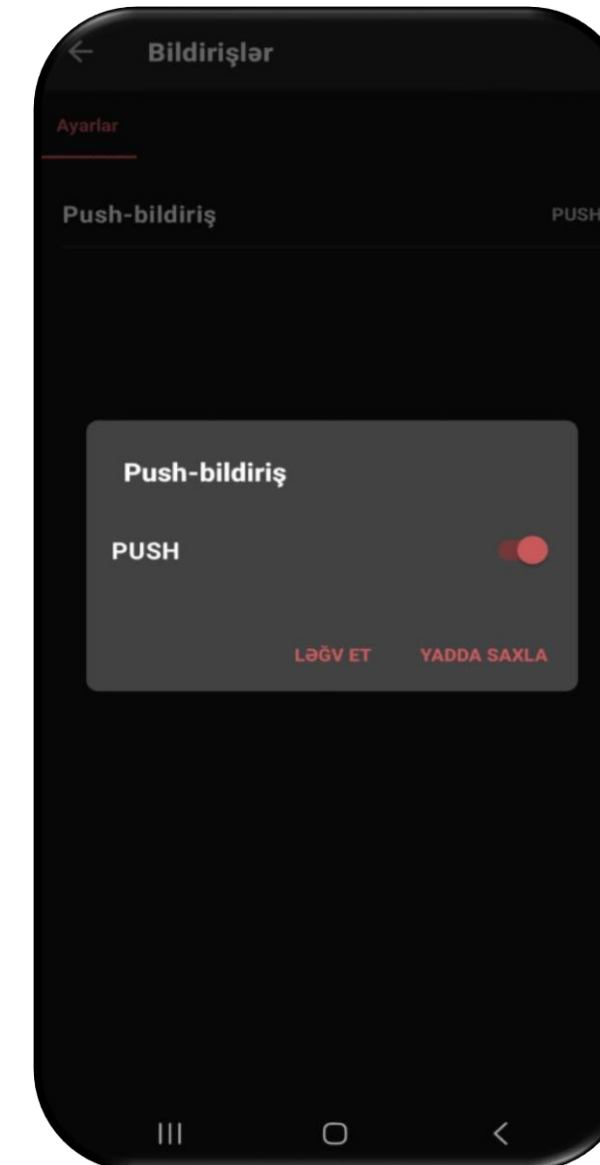 Bildirişlər
Ayarlar
Push-bildiriş PUSH
Push-bildiriş
PUSH
LƏĞV ET YADDA SAXLA